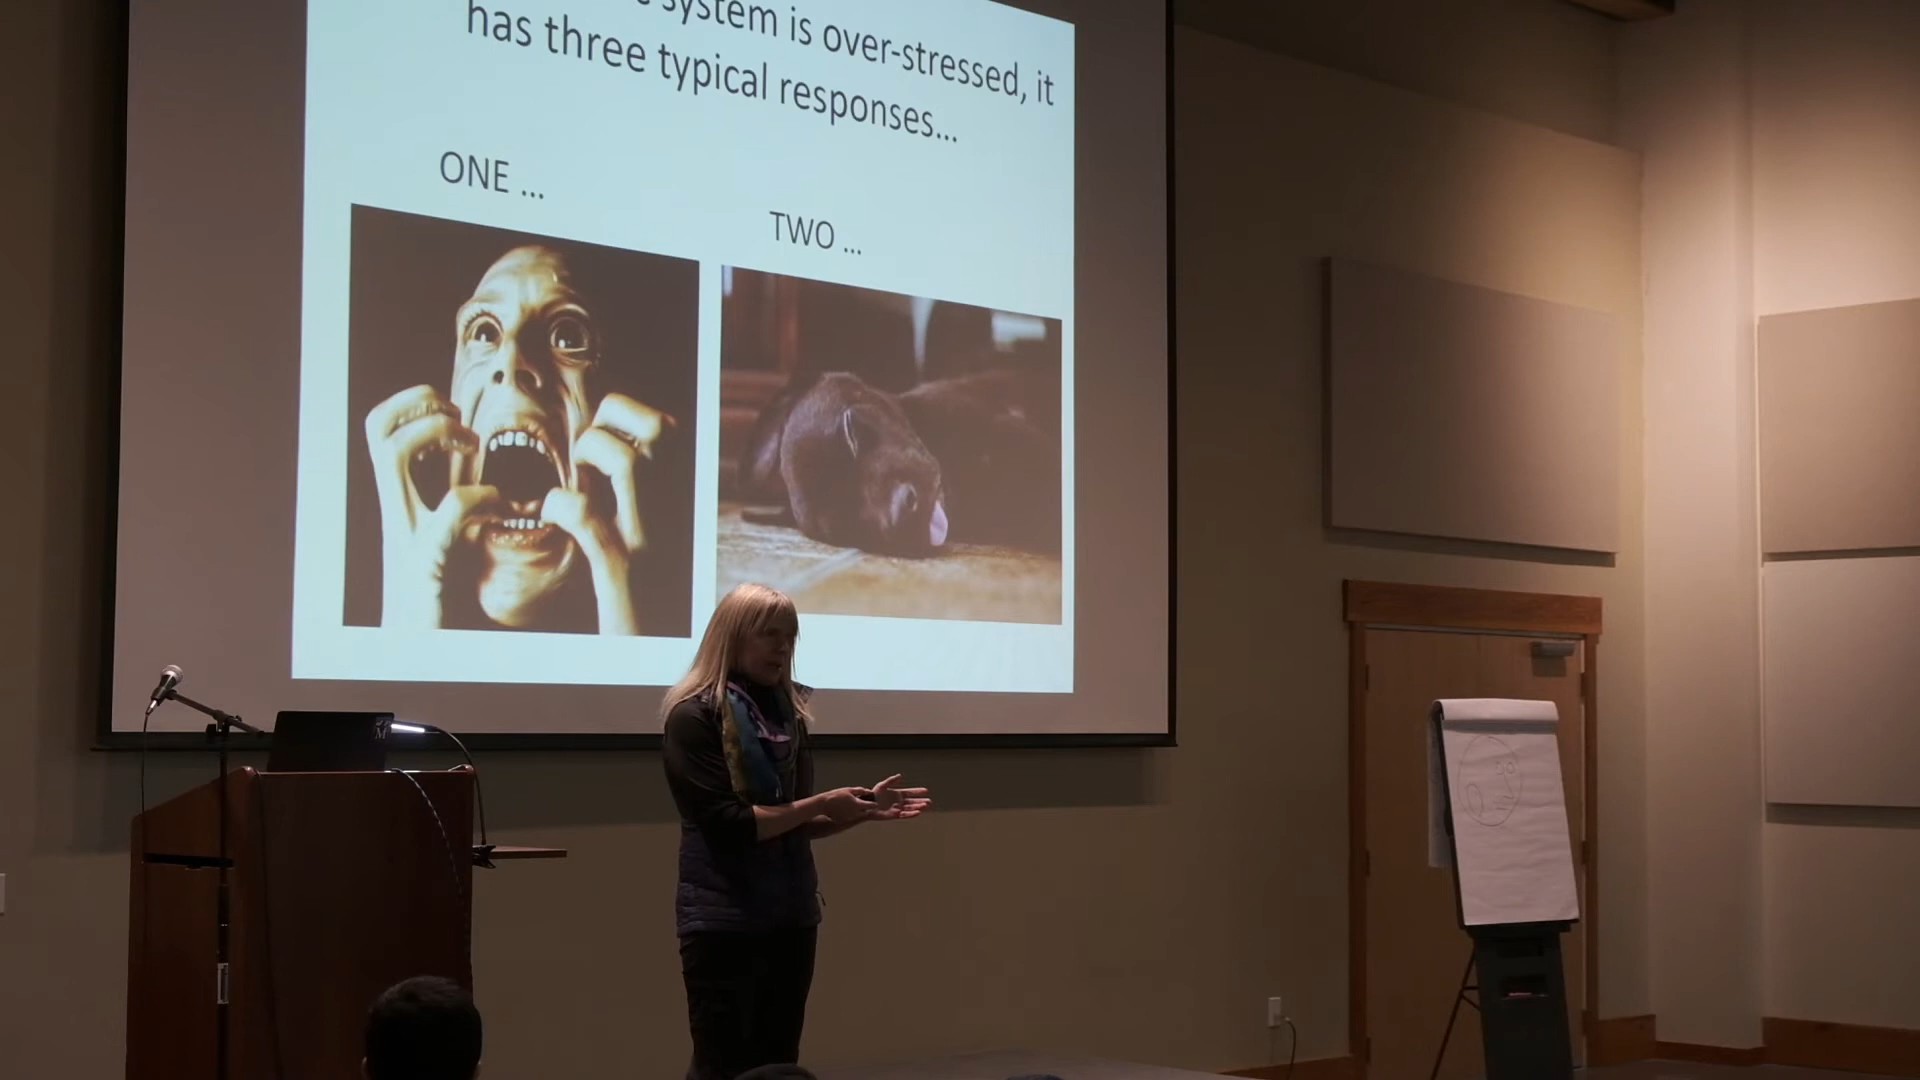 system is over-stressed, it
has three typical responses...
ONE ...
TWO ...